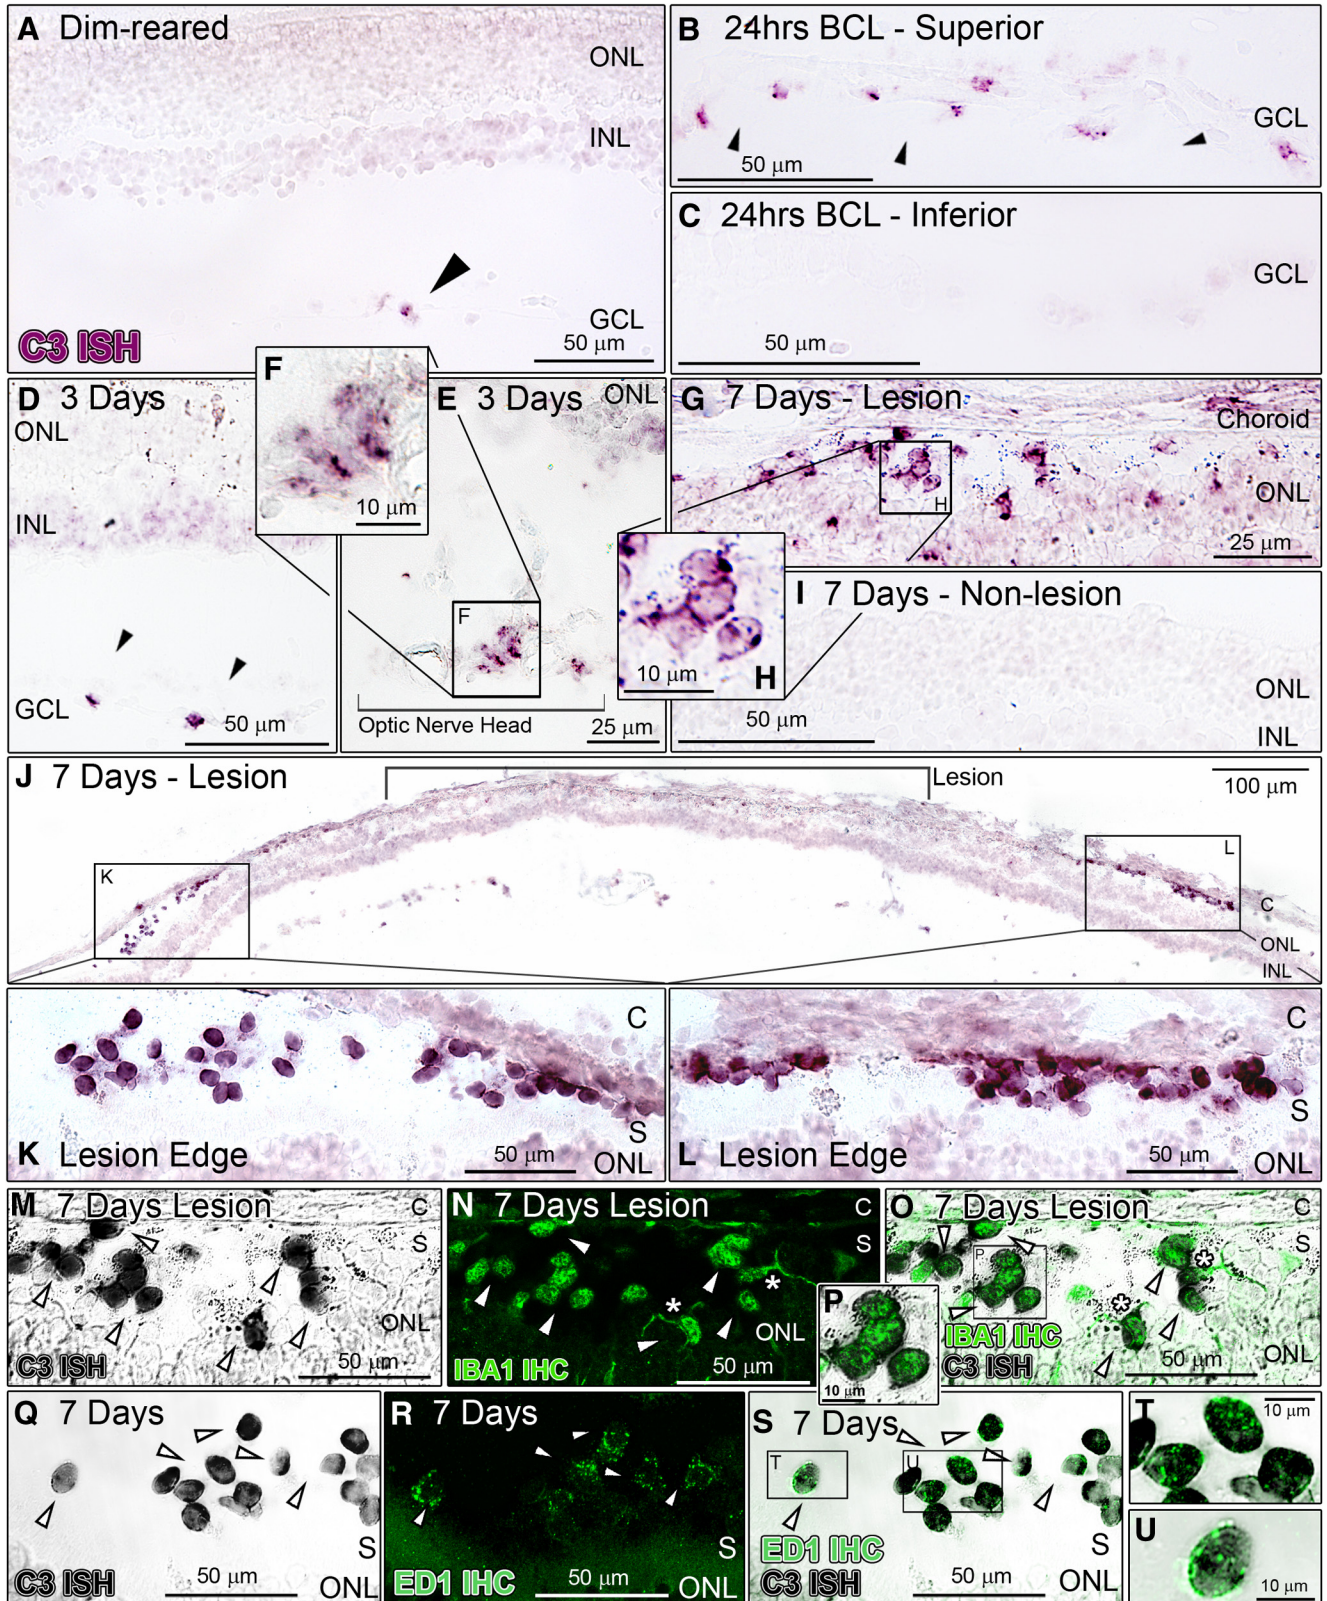 A Dim-reared
ONL
INL
GCL
C3 ISH
50 µm
B 24hrs BCL - Superior
GCL
50 µm
C 24hrs BCL - Inferior
GCL
50 µm
D 3 Days
ONL
INL
GCL
50 µm
F
10 µm
E 3 Days
ONL
F
Optic Nerve Head
25 µm
G 7 Days - Lesion
Choroid
H
ONL
25 µm
10 µm
H
I 7 Days - Non-lesion
ONL
50 µm
INL
J 7 Days - Lesion
Lesion
100 µm
K
L
C
ONL
INL
C
S
K Lesion Edge
50 µm
ONL
C
S
L Lesion Edge
50 µm
ONL
M 7 Days Lesion
C
S
ONL
C3 ISH
50 µm
N 7 Days Lesion
C
S
*
*
ONL
IBA1 IHC
50 µm
O 7 Days Lesion
C
S
P
*
*
IBA1 IHC
C3 ISH
50 µm
ONL
P
10 µm
Q 7 Days
S
C3 ISH
50 µm
ONL
R 7 Days
S
ED1 IHC
50 µm
ONL
S 7 Days
T
U
S
ED1 IHC
C3 ISH
50 µm
ONL
T
10 µm
U
10 µm